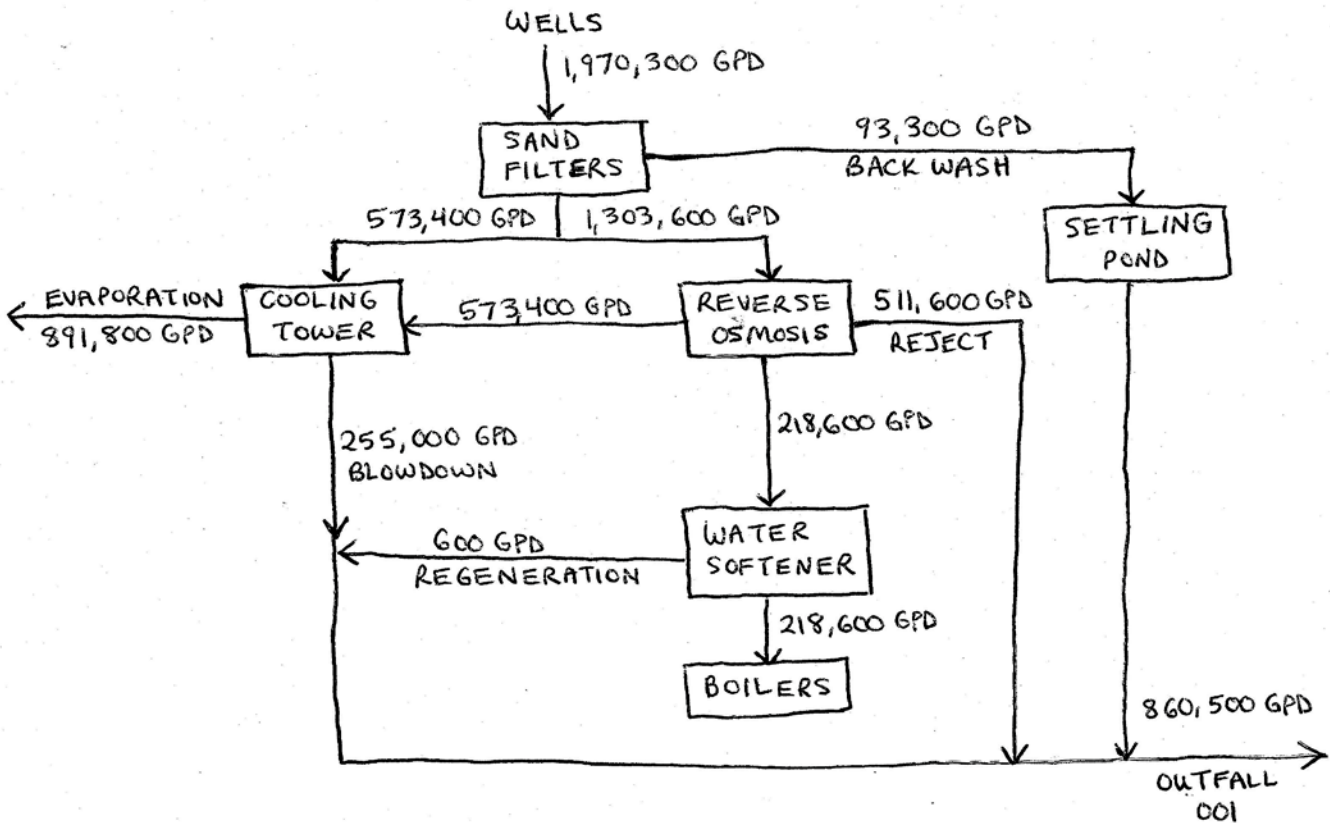 WELLS
1,970,300 GPD
SAND
FILTERS
93,300 GPD
BACK WASH
573,400 GPD
1,303,600 GPD
SETTLING
POND
EVAPORATION
891,800 GPD
COOLING
TOWER
573,400 GPD
REVERSE
OSMOSIS
511,600 GPD
REJECT
255,000 GPD
BLOWDOWN
218,600 GPD
600 GPD
REGENERATION
WATER
SOFTENER
218,600 GPD
BOILERS
860,500 GPD
OUTFALL
001